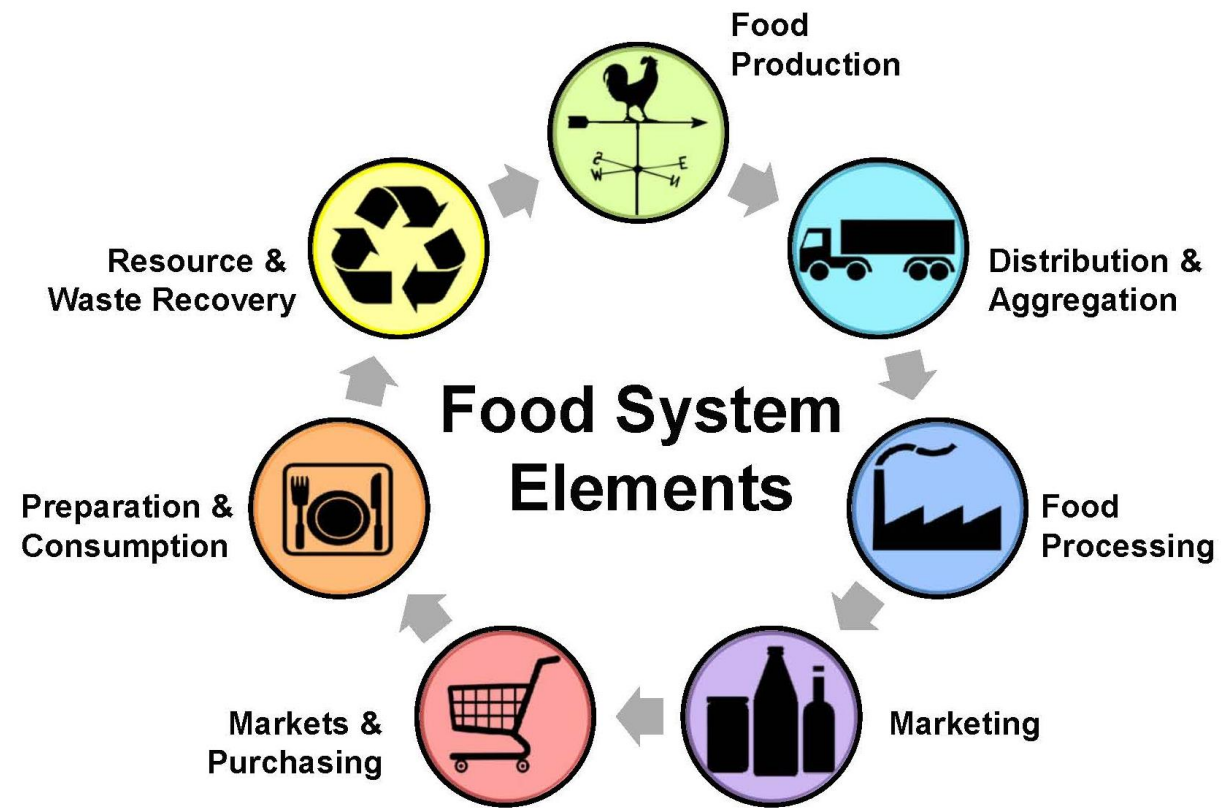 Food
Production
Distribution &
Aggregation
Food
Processing
Marketing
Markets &
Purchasing
Preparation &
Consumption
Resource &
Waste Recovery
Food System
Elements
S
E
W
N